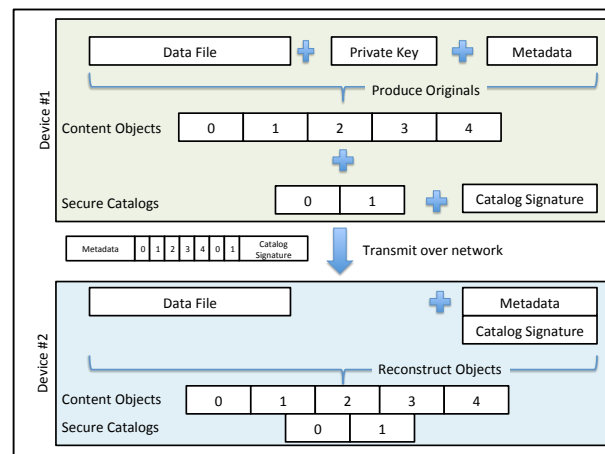 Device #1
Data File
Private Key
Metadata
Produce Originals
Content Objects
0 1 2 3 4
Secure Catalogs
0 1
Catalog Signature
Metadata 0 1 2 3 4 0 1 Catalog
Signature
Transmit over network
Device #2
Data File
Metadata
Catalog Signature
Reconstruct Objects
Content Objects
0 1 2 3 4
Secure Catalogs
0 1